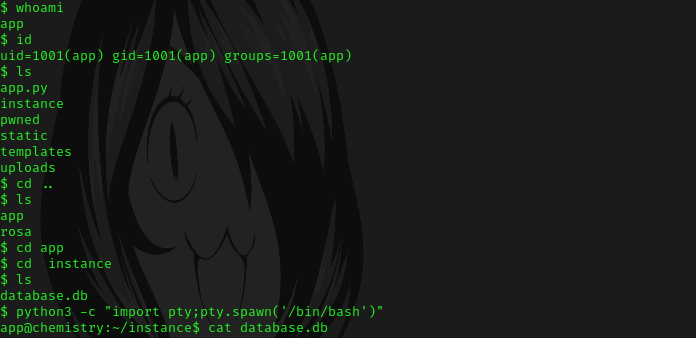 $ whoami
app
$ id
uid=1001(app) gid=1001(app) groups=1001(app)
$ ls
app.py
instance
pwned
static
templates
uploads
$ cd ..
$ ls
app
rosa
$ cd app
$ cd  instance
$ ls
database.db
$ python3 -c "import pty;pty.spawn('/bin/bash')"
app@chemistry:~/instance$ cat database.db